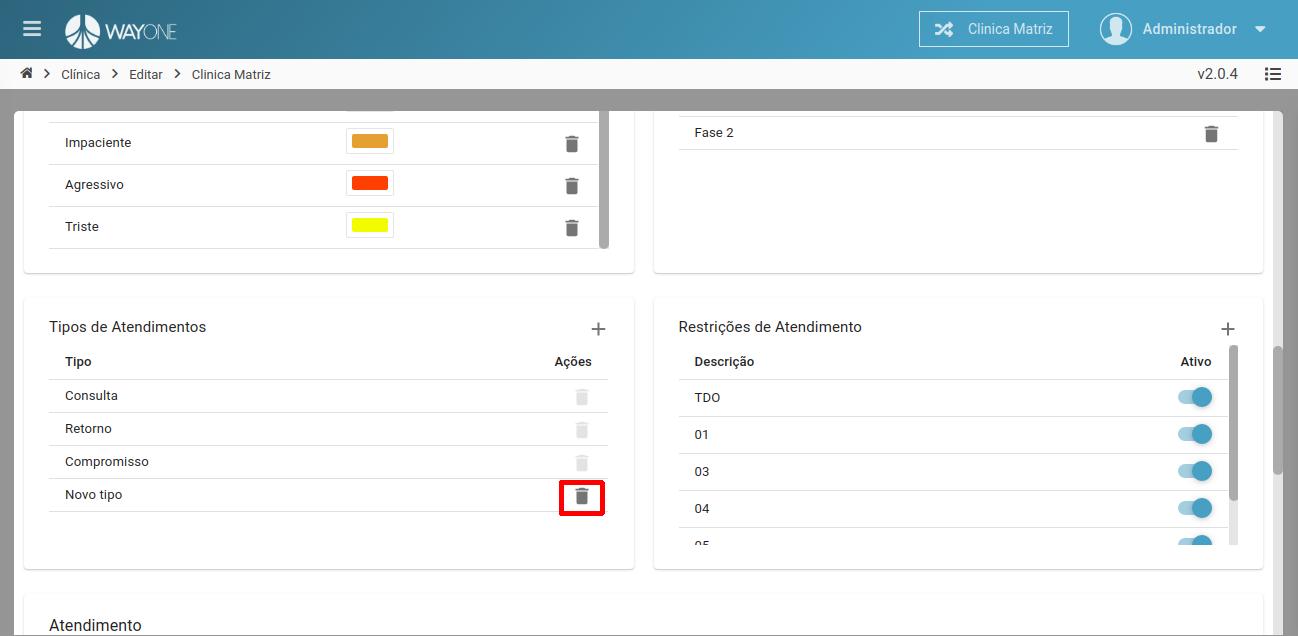 WAYONE
Clinica Matriz
Administrador
Clínica
Editar
Clinica Matriz
v2.0.4
Impaciente
Agressivo
Triste
Fase 2
Tipos de Atendimentos
Tipo
Ações
Consulta
Retorno
Compromisso
Novo tipo
Restrições de Atendimento
Descrição
Ativo
TDO
01
03
04
05
Atendimento